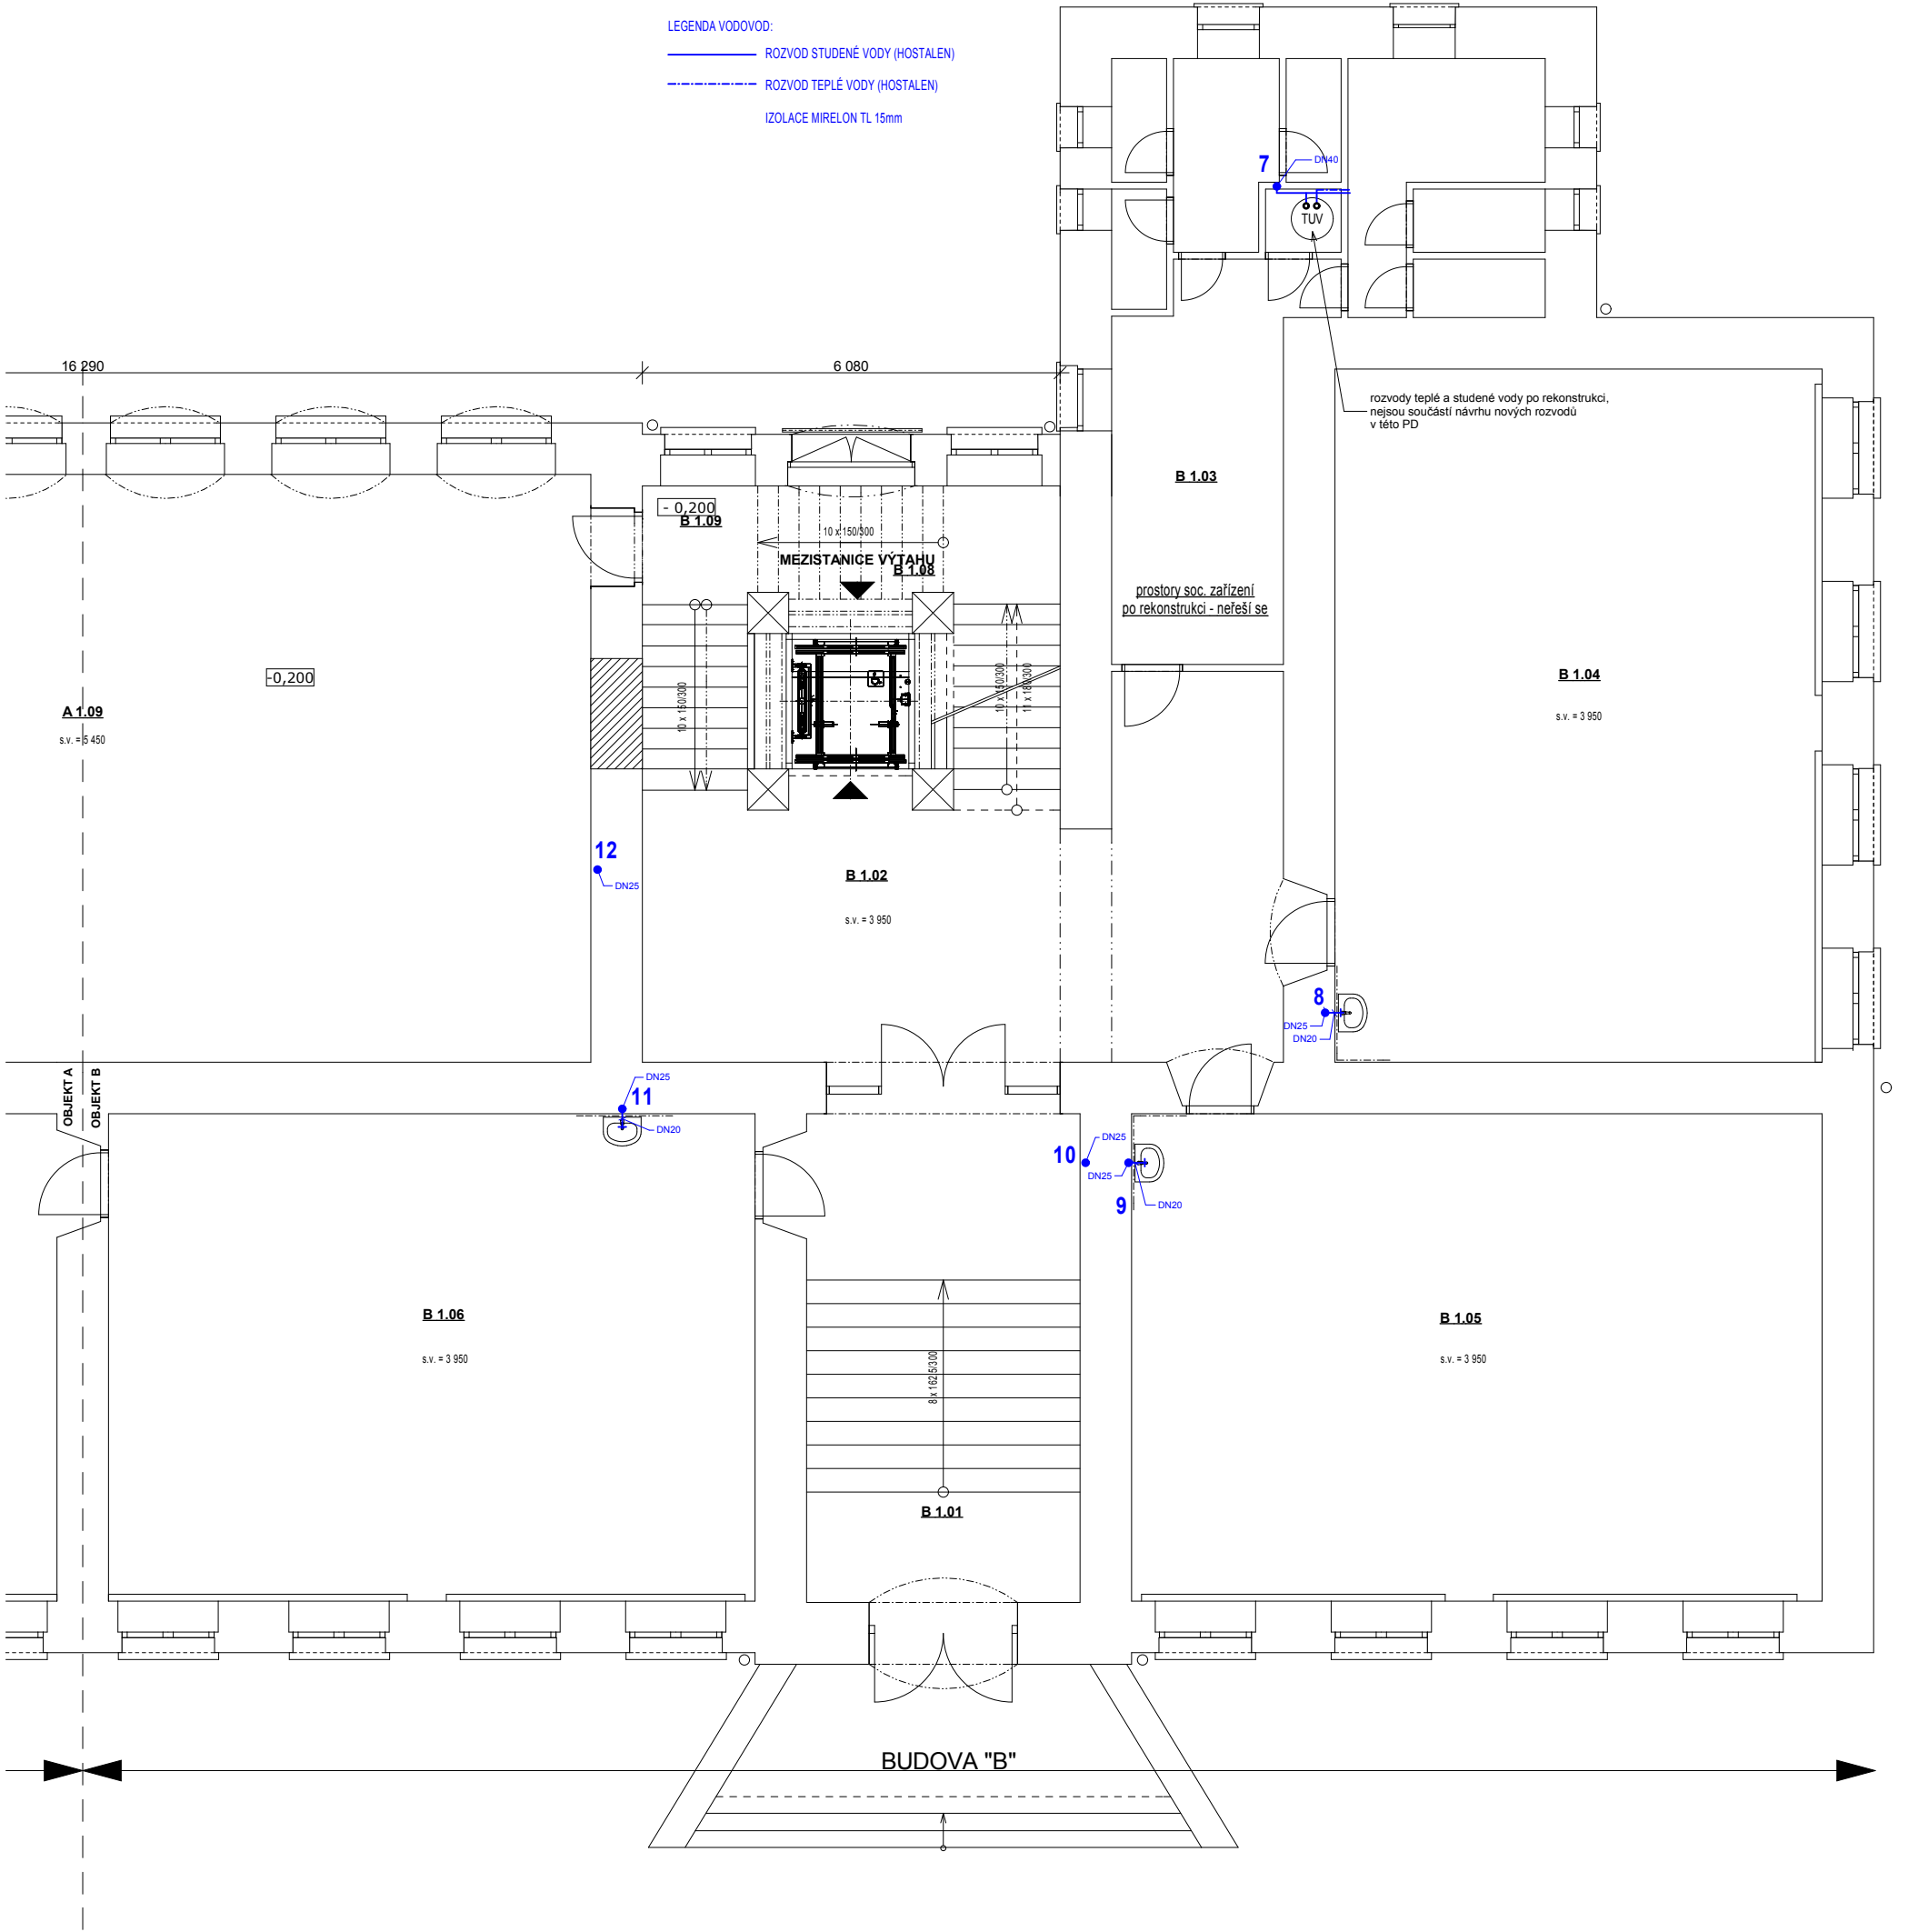 LEGENDA VODOVOD:
ROZVOD STUDENÉ VODY (HOSTALEN)
ROZVOD TEPLÉ VODY (HOSTALEN)
IZOLACE MIRELON TL 15mm
7
DN40
TUV
16 290
6 080
rozvody teplé a studené vody po rekonstrukci,
nejsou součástí návrhu nových rozvodů
v této PD
B 1.03
- 0,200
B 1.09
10 x 150/300
MEZISTANICE VÝTAHU
B 1.08
prostory soc. zařízení
po rekonstrukci - neřeší se
-0,200
A 1.09
s.v. = 5 450
10 x 150/300
10 x 150/300
11 x 180/300
B 1.04
s.v. = 3 950
12
DN25
B 1.02
s.v. = 3 950
8
DN25
DN20
OBJEKT A
OBJEKT B
DN25
11
DN20
10
DN25
DN25
9
DN20
B 1.06
s.v. = 3 950
B 1.05
s.v. = 3 950
8 x 162,5/300
B 1.01
BUDOVA "B"